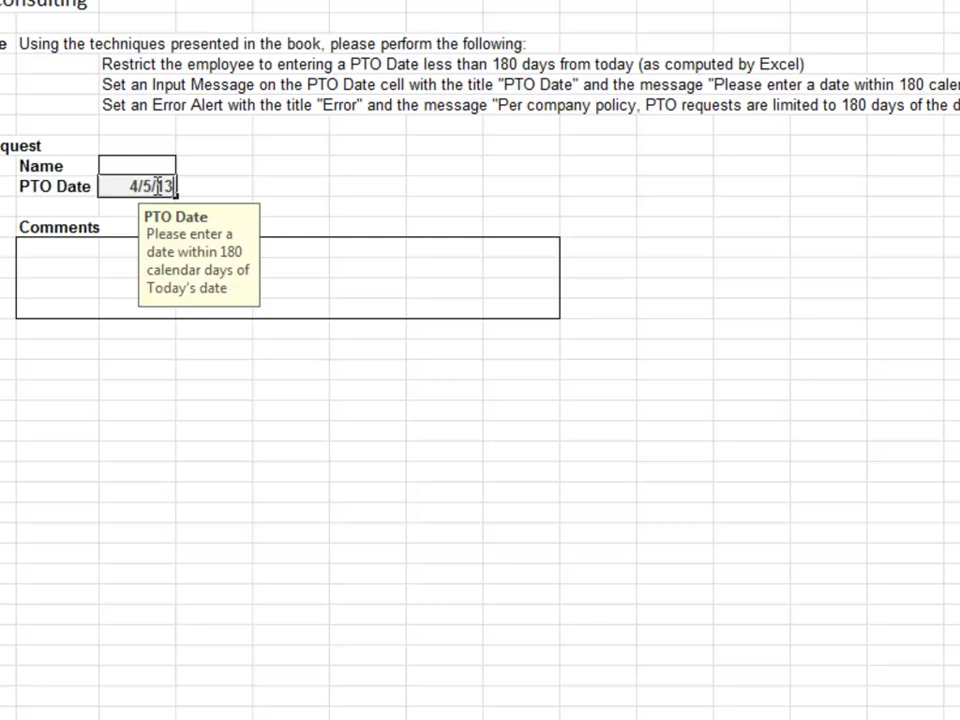 onsulting
e Using the techniques presented in the book, please perform the following:
Restrict the employee to entering a PTO Date less than 180 days from today (as computed by Excel)
Set an Input Message on the PTO Date cell with the title "PTO Date" and the message "Please enter a date within 180 caler
Set an Error Alert with the title "Error" and the message "Per company policy, PTO requests are limited to 180 days of the d
quest
Name
PTO Date 4/5/13
PTO Date
Please enter a
date within 180
calendar days of
Today's date
Comments